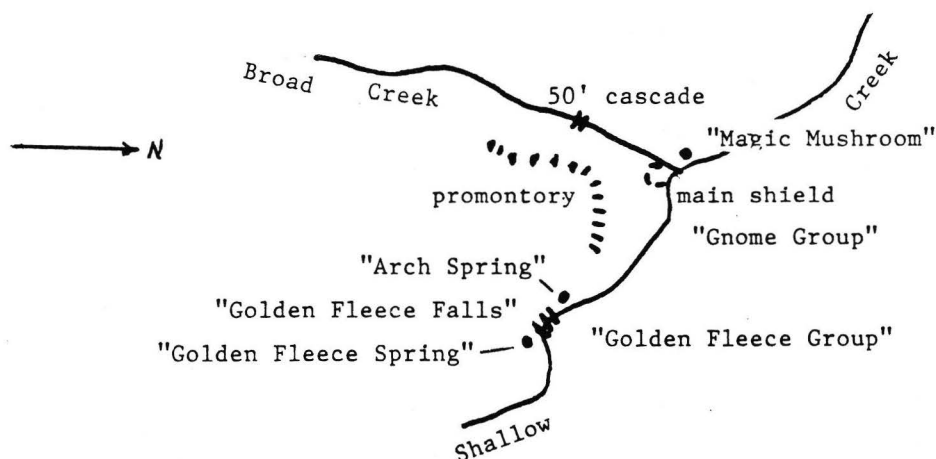 Broad
Creek
Creek
50' cascade
N
"Magic Mushroom"
promontory
main shield
"Gnome Group"
"Arch Spring"
"Golden Fleece Falls"
"Golden Fleece Group"
"Golden Fleece Spring"
Shallow